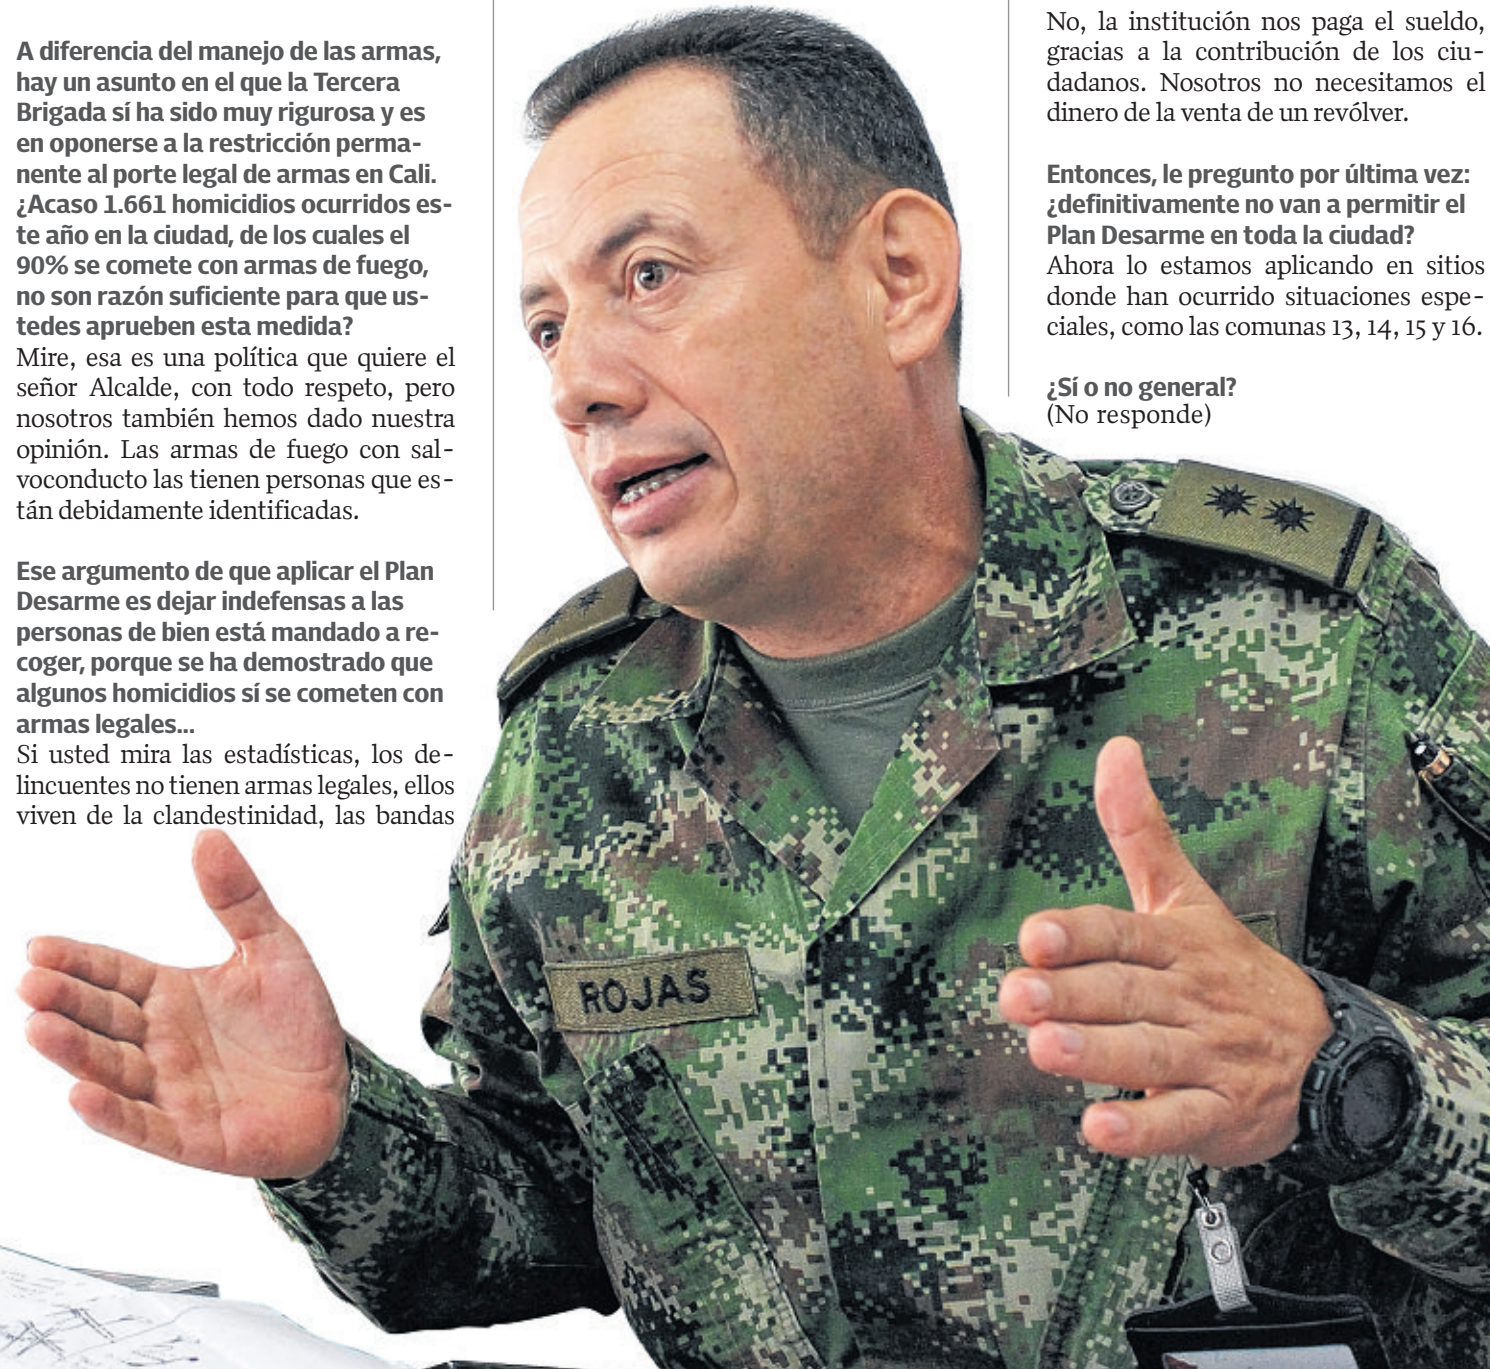 A diferencia del manejo de las armas,
hay un asunto en el que la Tercera
Brigada sí ha sido muy rigurosa y es
en oponerse a la restricción perma-
nente al porte legal de armas en Cali.
¿Acaso 1.661 homicidios ocurridos es-
te año en la ciudad, de los cuales el
90% se comete con armas de fuego,
no son razón suficiente para que us-
tedes aprueben esta medida?
Mire, esa es una política que quiere el
señor Alcalde, con todo respeto, pero
nosotros también hemos dado nuestra
opinión. Las armas de fuego con sal-
voconducto las tienen personas que es-
tán debidamente identificadas.
Ese argumento de que aplicar el Plan
Desarme es dejar indefensas a las
personas de bien está mandado a re-
coger, porque se ha demostrado que
algunos homicidios sí se cometen con
armas legales...
Si usted mira las estadísticas, los de-
lincuentes no tienen armas legales, ellos
viven de la clandestinidad, las bandas
No, la institución nos paga el sueldo,
gracias a la contribución de los ciu-
dadanos. Nosotros no necesitamos el
dinero de la venta de un revólver.
Entonces, le pregunto por última vez:
¿definitivamente no van a permitir el
Plan Desarme en toda la ciudad?
Ahora lo estamos aplicando en sitios
donde han ocurrido situaciones espe-
ciales, como las comunas 13, 14, 15 y 16.
¿Sí o no general?
(No responde)
ROJAS